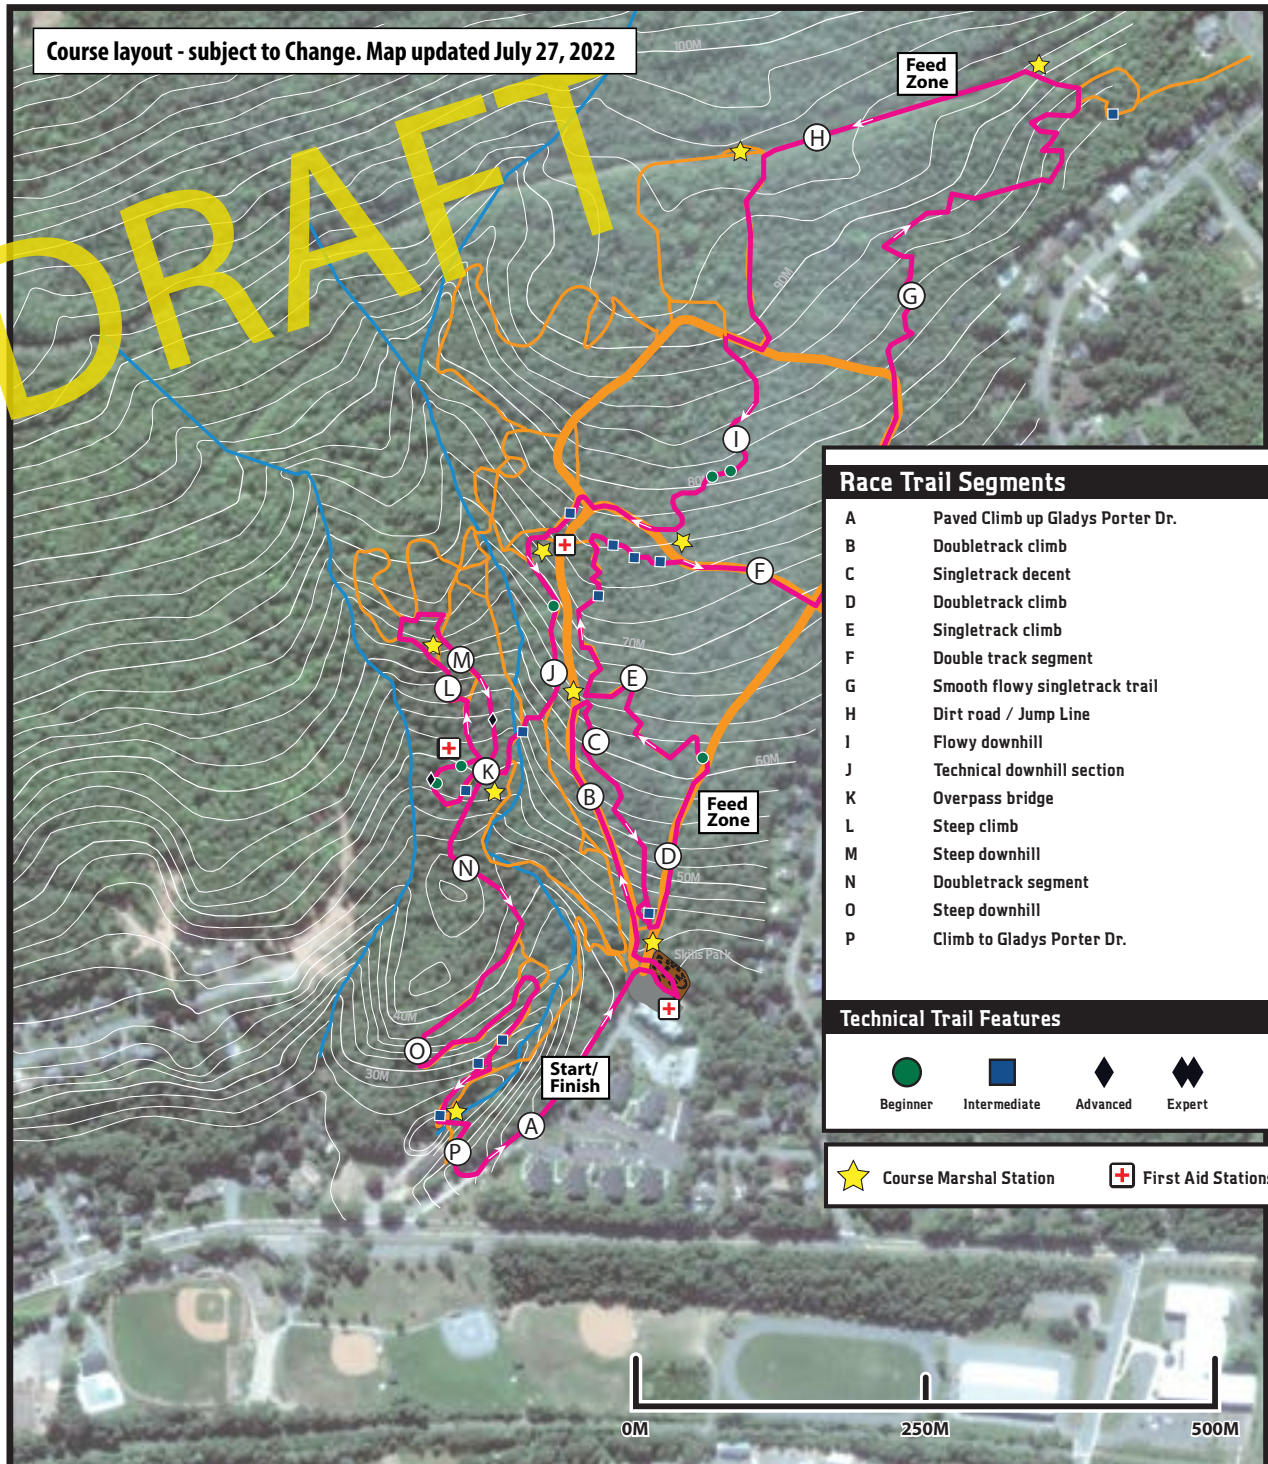 Course layout - subject to Change. Map updated July 27, 2022
DRAFT
100M
Feed
Zone
H
90M
G
I
80
F
70M
J
E
M
L
C
60M
K
B
Feed
Zone
D
50M
N
Skills Park
40M
O
30M
Start/
Finish
A
P
Race Trail Segments
A Paved Climb up Gladys Porter Dr.
B Doubletrack climb
C Singletrack decent
D Doubletrack climb
E Singletrack climb
F Double track segment
G Smooth flowy singletrack trail
H Dirt road / Jump Line
I Flowy downhill
J Technical downhill section
K Overpass bridge
L Steep climb
M Steep downhill
N Doubletrack segment
O Steep downhill
P Climb to Gladys Porter Dr.
Technical Trail Features
Beginner Intermediate Advanced Expert
Course Marshal Station First Aid Stations
0M 250M 500M